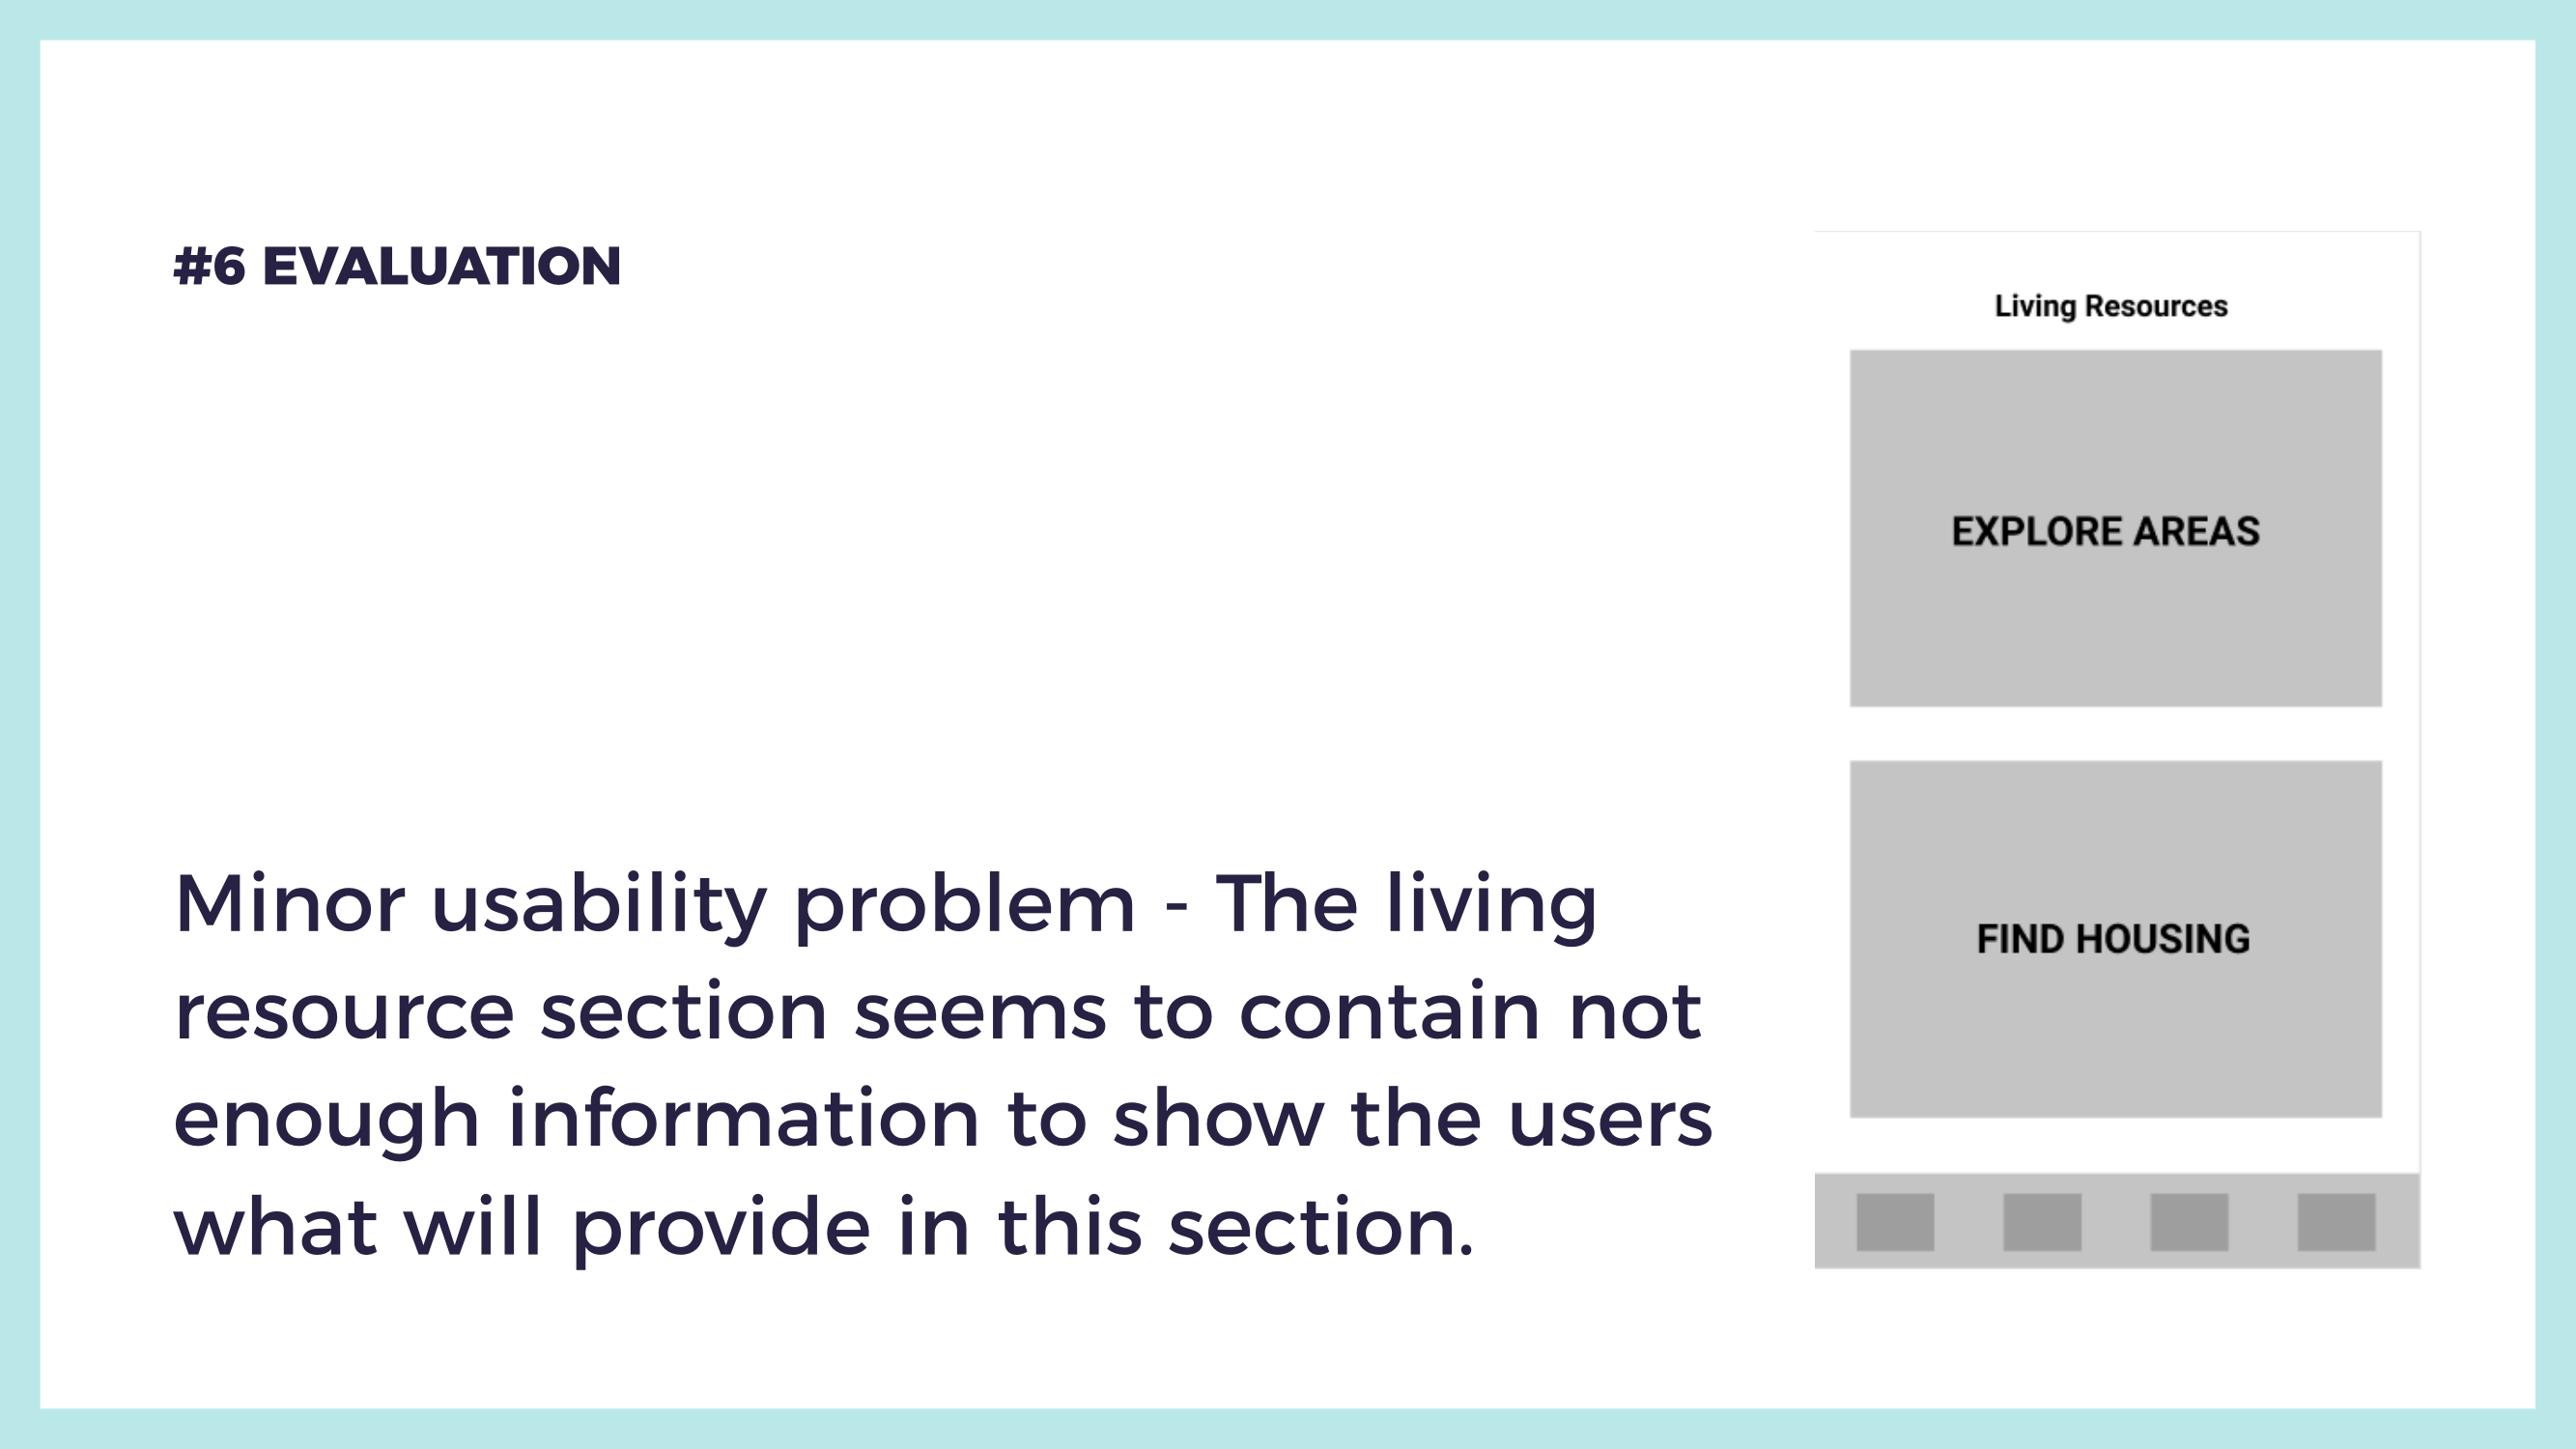 #6 EVALUATION
Minor usability problem - The living
resource section seems to contain not
enough information to show the users
what will provide in this section.
Living Resources
EXPLORE AREAS
FIND HOUSING